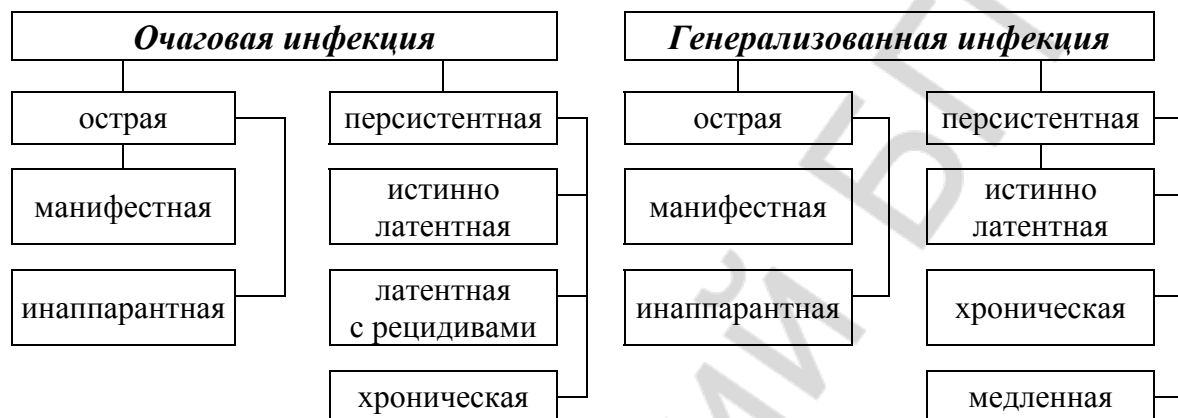 Очаговая инфекция
острая
персистентная
манифестная
истинно
латентная
инаппарантная
латентная
с рецидивами
хроническая
Генерализованная инфекция
острая
персистентная
манифестная
истинно
латентная
инаппарантная
хроническая
медленная